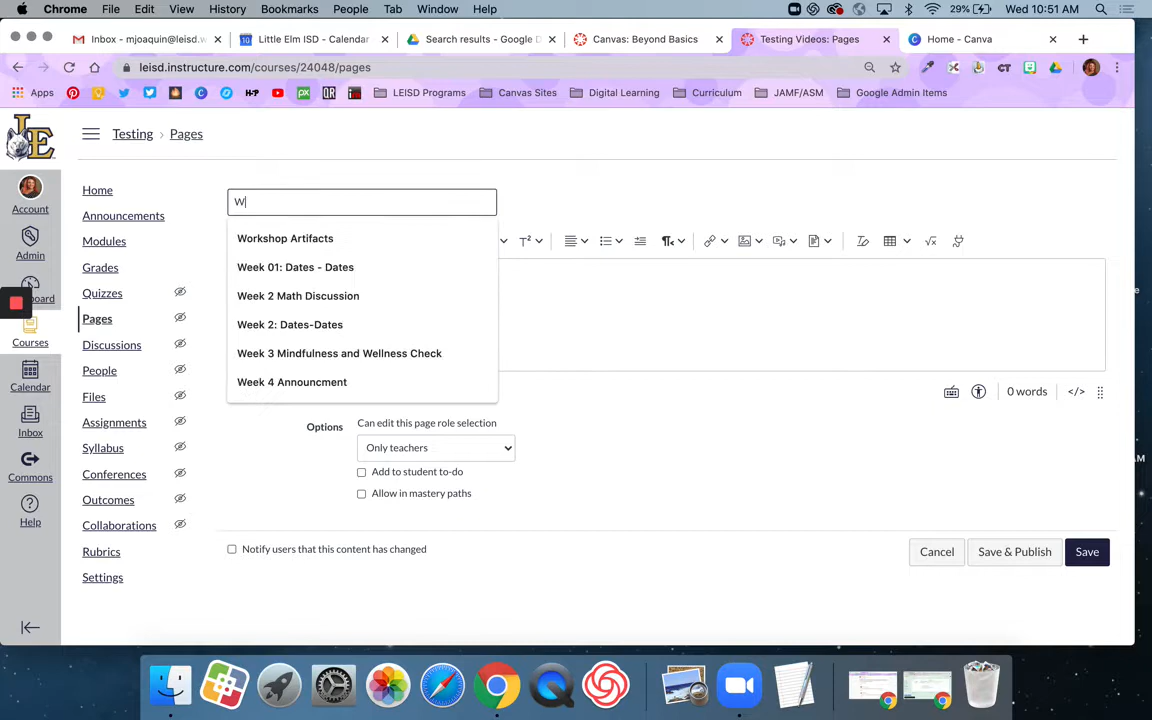 Chrome File Edit View History Bookmarks People Tab Window Help 29% Wed 10:51 AM
Inbox - mjoaquin@leisd.w × Little Elm ISD - Calendar × Search results - Google D × Canvas: Beyond Basics × Testing Videos: Pages × Home - Canva × +
leisd.instructure.com/courses/24048/pages
Apps LEISD Programs Canvas Sites Digital Learning Curriculum JAMF/ASM Google Admin Items
LE
Testing › Pages
Account
Admin
board
Courses
Calendar
Inbox
Commons
Help
Home
Announcements
Modules
Grades
Quizzes
Pages
Discussions
People
Files
Assignments
Syllabus
Conferences
Outcomes
Collaborations
Rubrics
Settings
W
Workshop Artifacts
Week 01: Dates - Dates
Week 2 Math Discussion
Week 2: Dates-Dates
Week 3 Mindfulness and Wellness Check
Week 4 Announcment
0 words </>
Options Can edit this page role selection
Only teachers
Add to student to-do
Allow in mastery paths
Notify users that this content has changed
Cancel Save & Publish Save